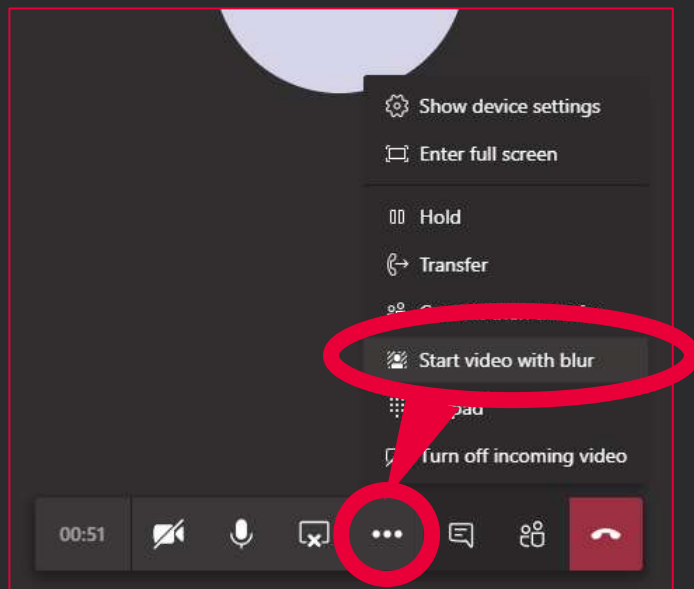 Show device settings
Enter full screen
Hold
Transfer
Start video with blur
Turn off incoming video
00:51